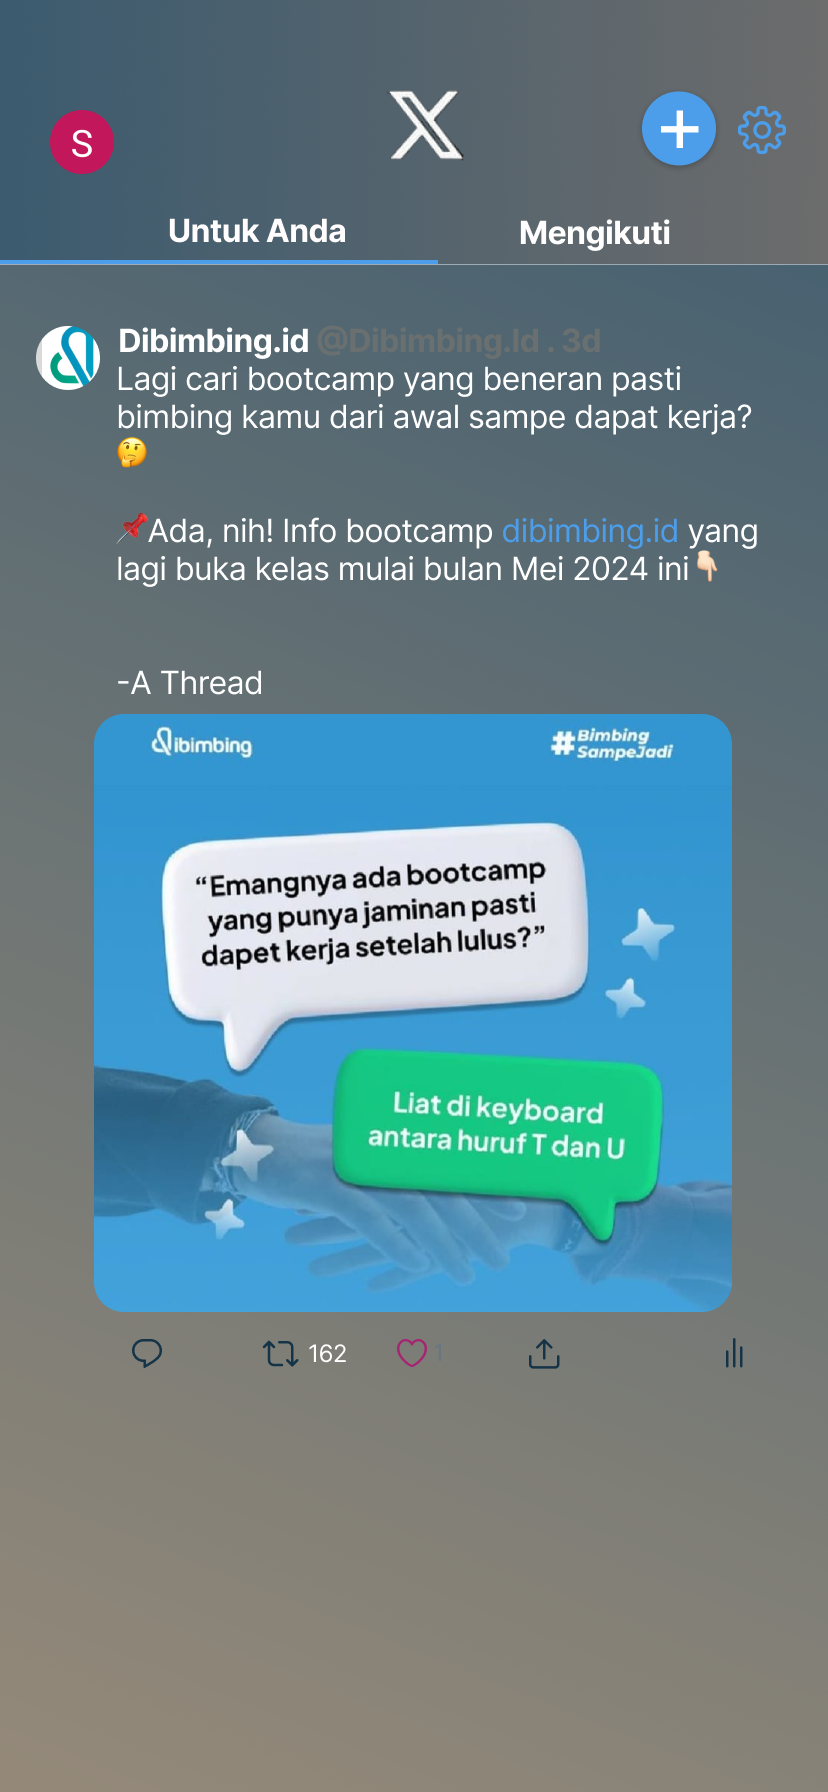 S
Untuk Anda
Mengikuti
Dibimbing.id @Dibimbing.Id . 3d
Lagi cari bootcamp yang beneran pasti
bimbing kamu dari awal sampe dapat kerja?
🤔
📌Ada, nih! Info bootcamp dibimbing.id yang
lagi buka kelas mulai bulan Mei 2024 ini👇🏻
-A Thread
dibimbing
#Bimbing
SampeJadi
“Emangnya ada bootcamp
yang punya jaminan pasti
dapet kerja setelah lulus?”
Liat di keyboard
antara huruf T dan U
162
1